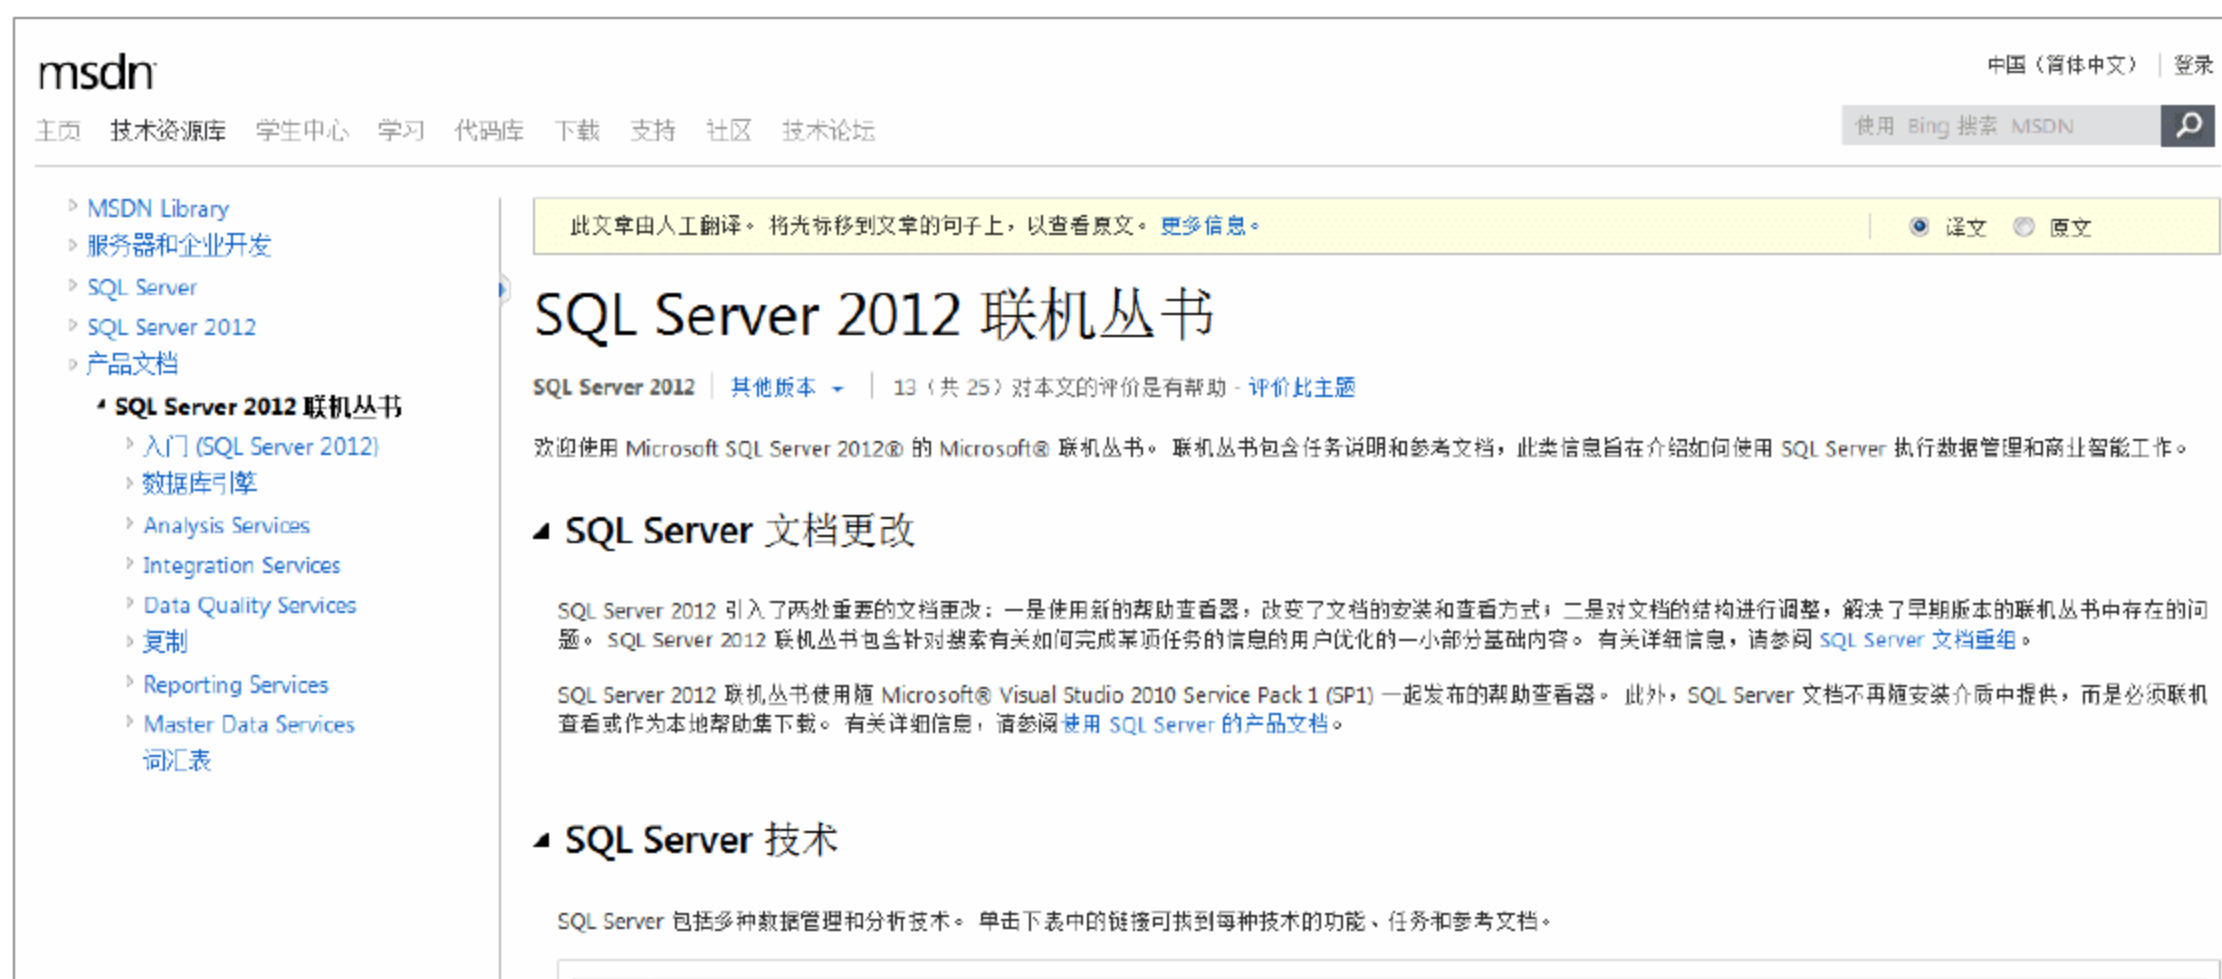 msdn
中国（简体中文） 登录
主页 技术资源库 学生中心 学习 代码库 下载 支持 社区 技术论坛
使用 Bing 搜索 MSDN
MSDN Library
服务器和企业开发
SQL Server
SQL Server 2012
产品文档
SQL Server 2012 联机丛书
入门 (SQL Server 2012)
数据库引擎
Analysis Services
Integration Services
Data Quality Services
复制
Reporting Services
Master Data Services
词汇表
此文章由人工翻译。 将光标移到文章的句子上，以查看原文。 更多信息。
译文 原文
SQL Server 2012 联机丛书
SQL Server 2012 其他版本 13（共 25）对本文的评价是有帮助 - 评价此主题
欢迎使用 Microsoft SQL Server 2012® 的 Microsoft® 联机丛书。 联机丛书包含任务说明和参考文档，此类信息旨在介绍如何使用 SQL Server 执行数据管理和商业智能工作。
SQL Server 文档更改
SQL Server 2012 引入了两处重要的文档更改：一是使用新的帮助查看器，改变了文档的安装和查看方式；二是对文档的结构进行调整，解决了早期版本的联机丛书中存在的问
题。 SQL Server 2012 联机丛书包含针对搜索有关如何完成某项任务的信息的用户优化的一小部分基础内容。 有关详细信息，请参阅 SQL Server 文档重组。
SQL Server 2012 联机丛书使用随 Microsoft® Visual Studio 2010 Service Pack 1 (SP1) 一起发布的帮助查看器。 此外，SQL Server 文档不再随安装介质中提供，而是必须联机
查看或作为本地帮助集下载。 有关详细信息，请参阅使用 SQL Server 的产品文档。
SQL Server 技术
SQL Server 包括多种数据管理和分析技术。 单击下表中的链接可找到每种技术的功能、任务和参考文档。